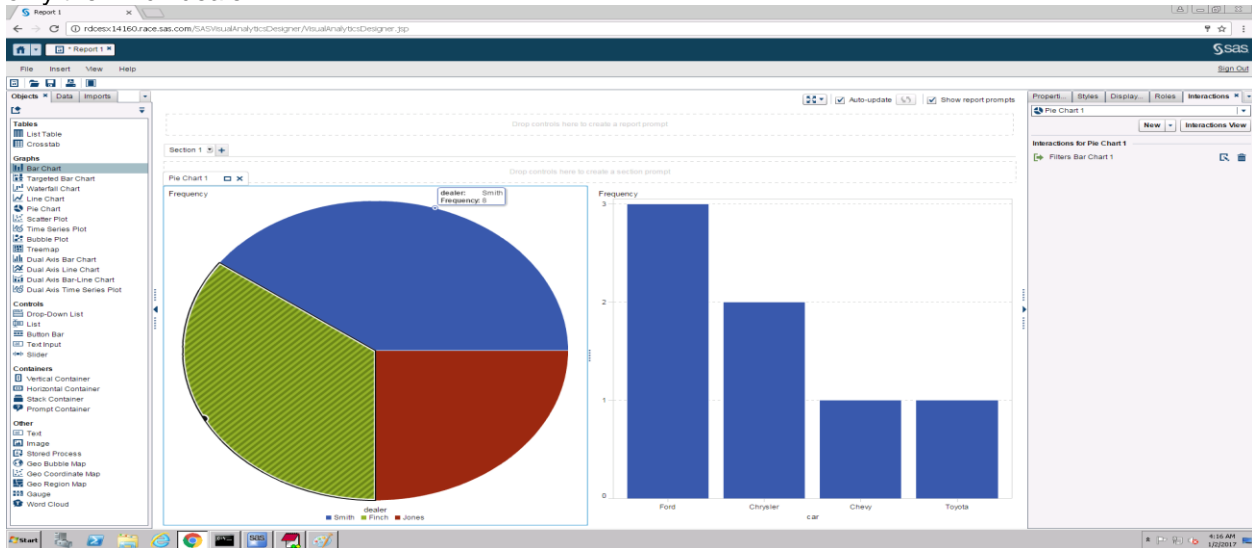 Report 1
rdcesx14160.race.sas.com/SASVisualAnalyticsDesigner/VisualAnalyticsDesigner.jsp
* Report 1
sas
File Insert View Help
Sign Out
Objects Data Imports
Auto-update
Show report prompts
Properti... Styles Display... Roles Interactions
Pie Chart 1
New
Interactions View
Interactions for Pie Chart 1
Filters Bar Chart 1
Tables
List Table
Crosstab
Graphs
Bar Chart
Targeted Bar Chart
Waterfall Chart
Line Chart
Pie Chart
Scatter Plot
Time Series Plot
Bubble Plot
Treemap
Dual Axis Bar Chart
Dual Axis Line Chart
Dual Axis Bar-Line Chart
Dual Axis Time Series Plot
Controls
Drop-Down List
List
Button Bar
Text Input
Slider
Containers
Vertical Container
Horizontal Container
Stack Container
Prompt Container
Other
Text
Image
Stored Process
Geo Bubble Map
Geo Coordinate Map
Geo Region Map
Gauge
Word Cloud
Drop controls here to create a report prompt
Section 1
Drop controls here to create a section prompt
Pie Chart 1
Frequency
dealer: Smith
Frequency: 8
dealer
Smith Finch Jones
Frequency
3
2
1
0
Ford Chrysler Chevy Toyota
car
Start
4:16 AM
1/2/2017